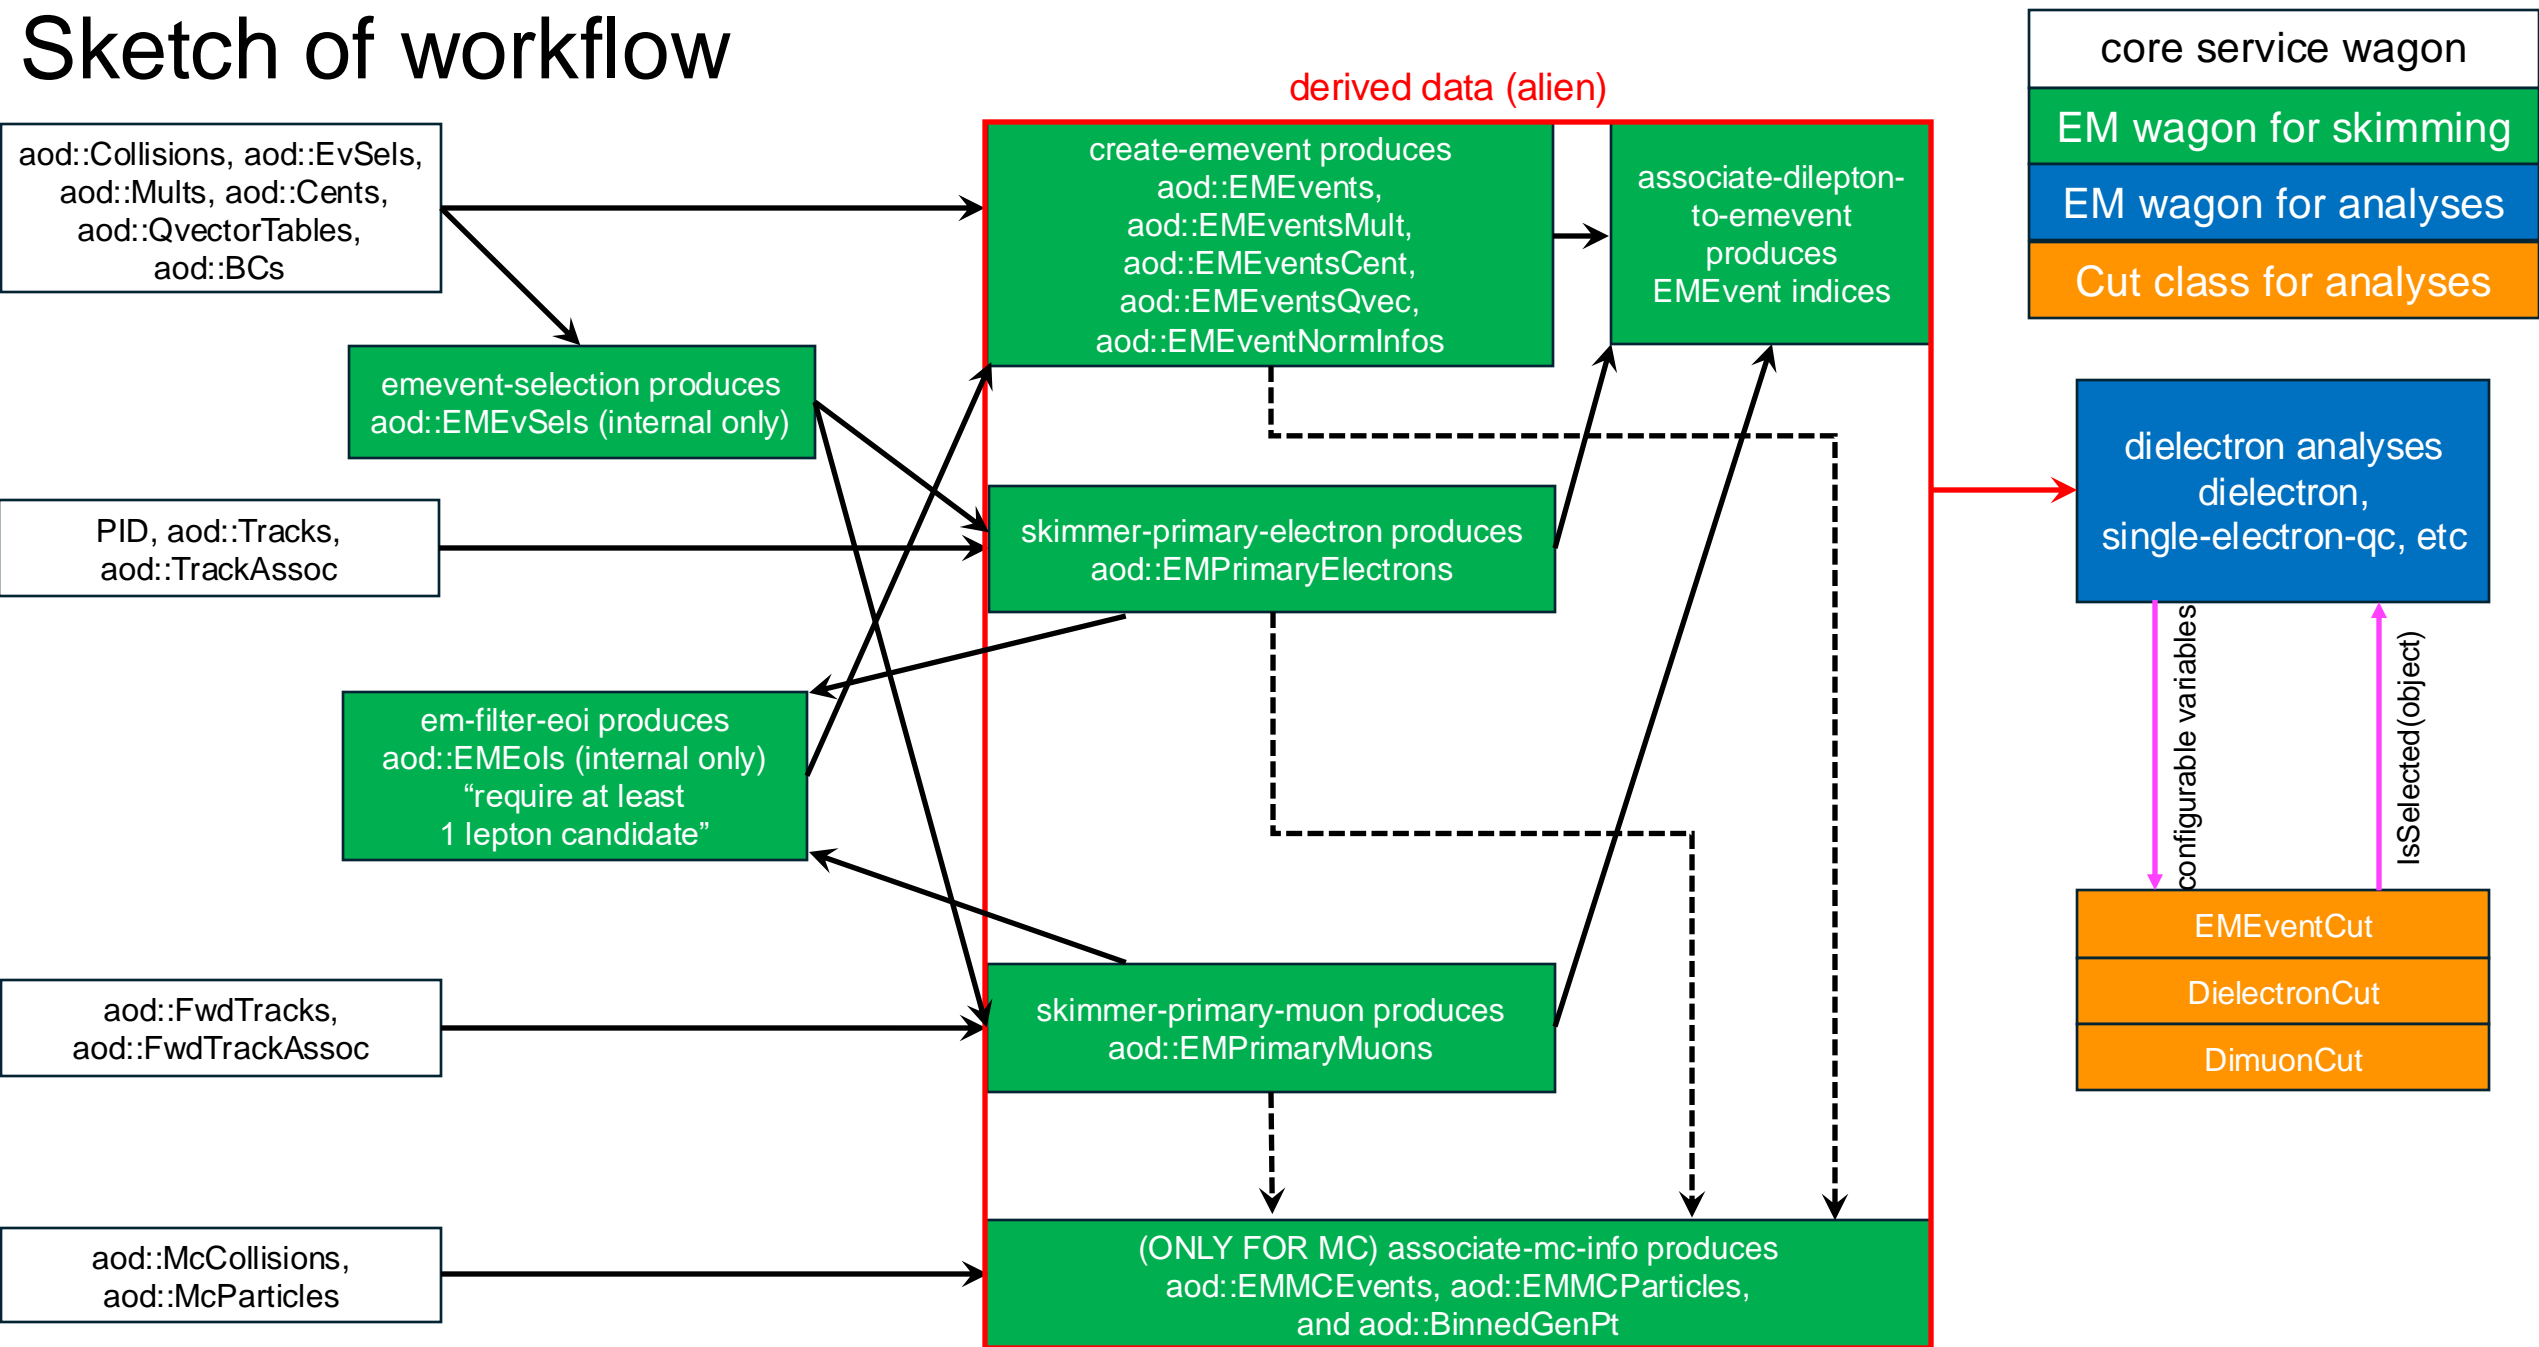 Sketch of workflow
derived data (alien)
core service wagon
EM wagon for skimming
EM wagon for analyses
Cut class for analyses
aod::Collisions, aod::EvSels,
aod::Mults, aod::Cents,
aod::QvectorTables,
aod::BCs
create-emevent produces
aod::EMEvents,
aod::EMEventsMult,
aod::EMEventsCent,
aod::EMEventsQvec,
aod::EMEventNormInfos
associate-dilepton-
to-emevent
produces
EMEvent indices
emevent-selection produces
aod::EMEvSels (internal only)
PID, aod::Tracks,
aod::TrackAssoc
skimmer-primary-electron produces
aod::EMPrimaryElectrons
dielectron analyses
dielectron,
single-electron-qc, etc
configurable variables
IsSelected(object)
em-filter-eoi produces
aod::EMEoIs (internal only)
“require at least
1 lepton candidate”
EMEventCut
DielectronCut
DimuonCut
aod::FwdTracks,
aod::FwdTrackAssoc
skimmer-primary-muon produces
aod::EMPrimaryMuons
aod::McCollisions,
aod::McParticles
(ONLY FOR MC) associate-mc-info produces
aod::EMMCEvents, aod::EMMCParticles,
and aod::BinnedGenPt